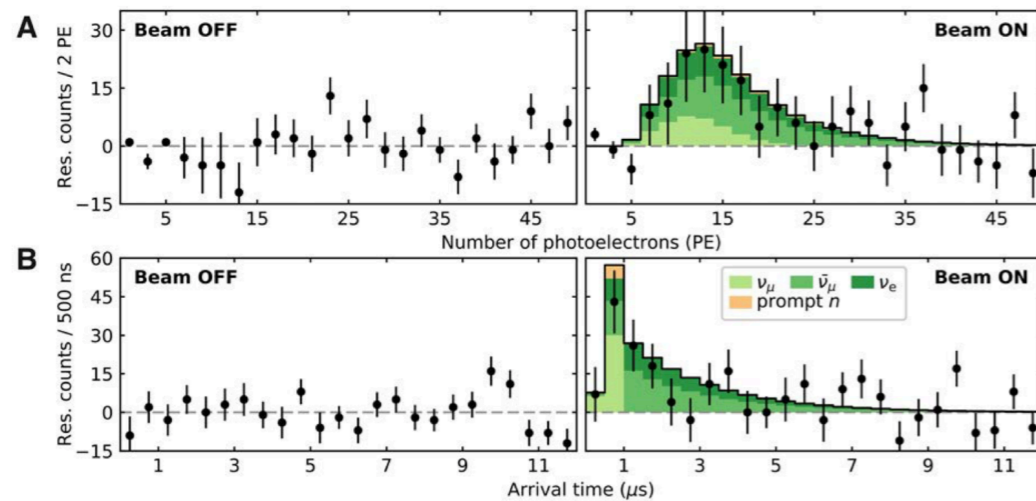 A
Beam OFF
Beam ON
Res. counts / 2 PE
30
15
0
−15
5 15 25 35 45 5 15 25 35 45
Number of photoelectrons (PE)
B
Beam OFF
Beam ON
Res. counts / 500 ns
60
45
30
15
0
−15
νμ ν̄μ νe
prompt n
1 3 5 7 9 11 1 3 5 7 9 11
Arrival time (μs)